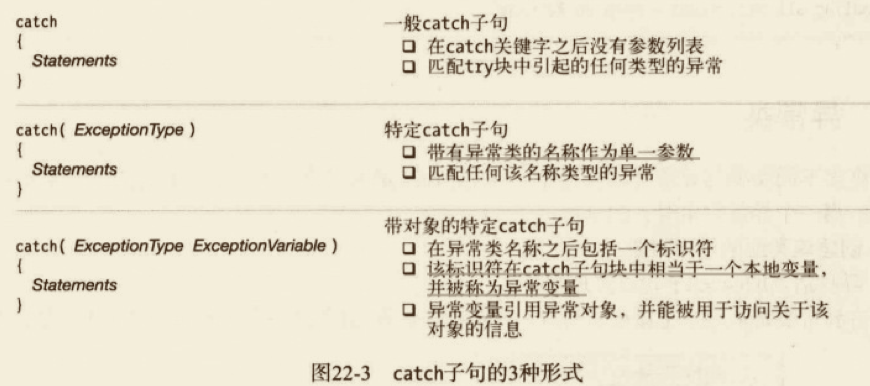 catch
{
Statements
}
一般catch子句
在catch关键字之后没有参数列表
匹配try块中引起的任何类型的异常
catch( ExceptionType )
{
Statements
}
特定catch子句
带有异常类的名称作为单一参数
匹配任何该名称类型的异常
catch( ExceptionType ExceptionVariable )
{
Statements
}
带对象的特定catch子句
在异常类名称之后包括一个标识符
该标识符在catch子句块中相当于一个本地变量，
并被称为异常变量
异常变量引用异常对象，并能被用于访问关于该
对象的信息
图22-3 catch子句的3种形式